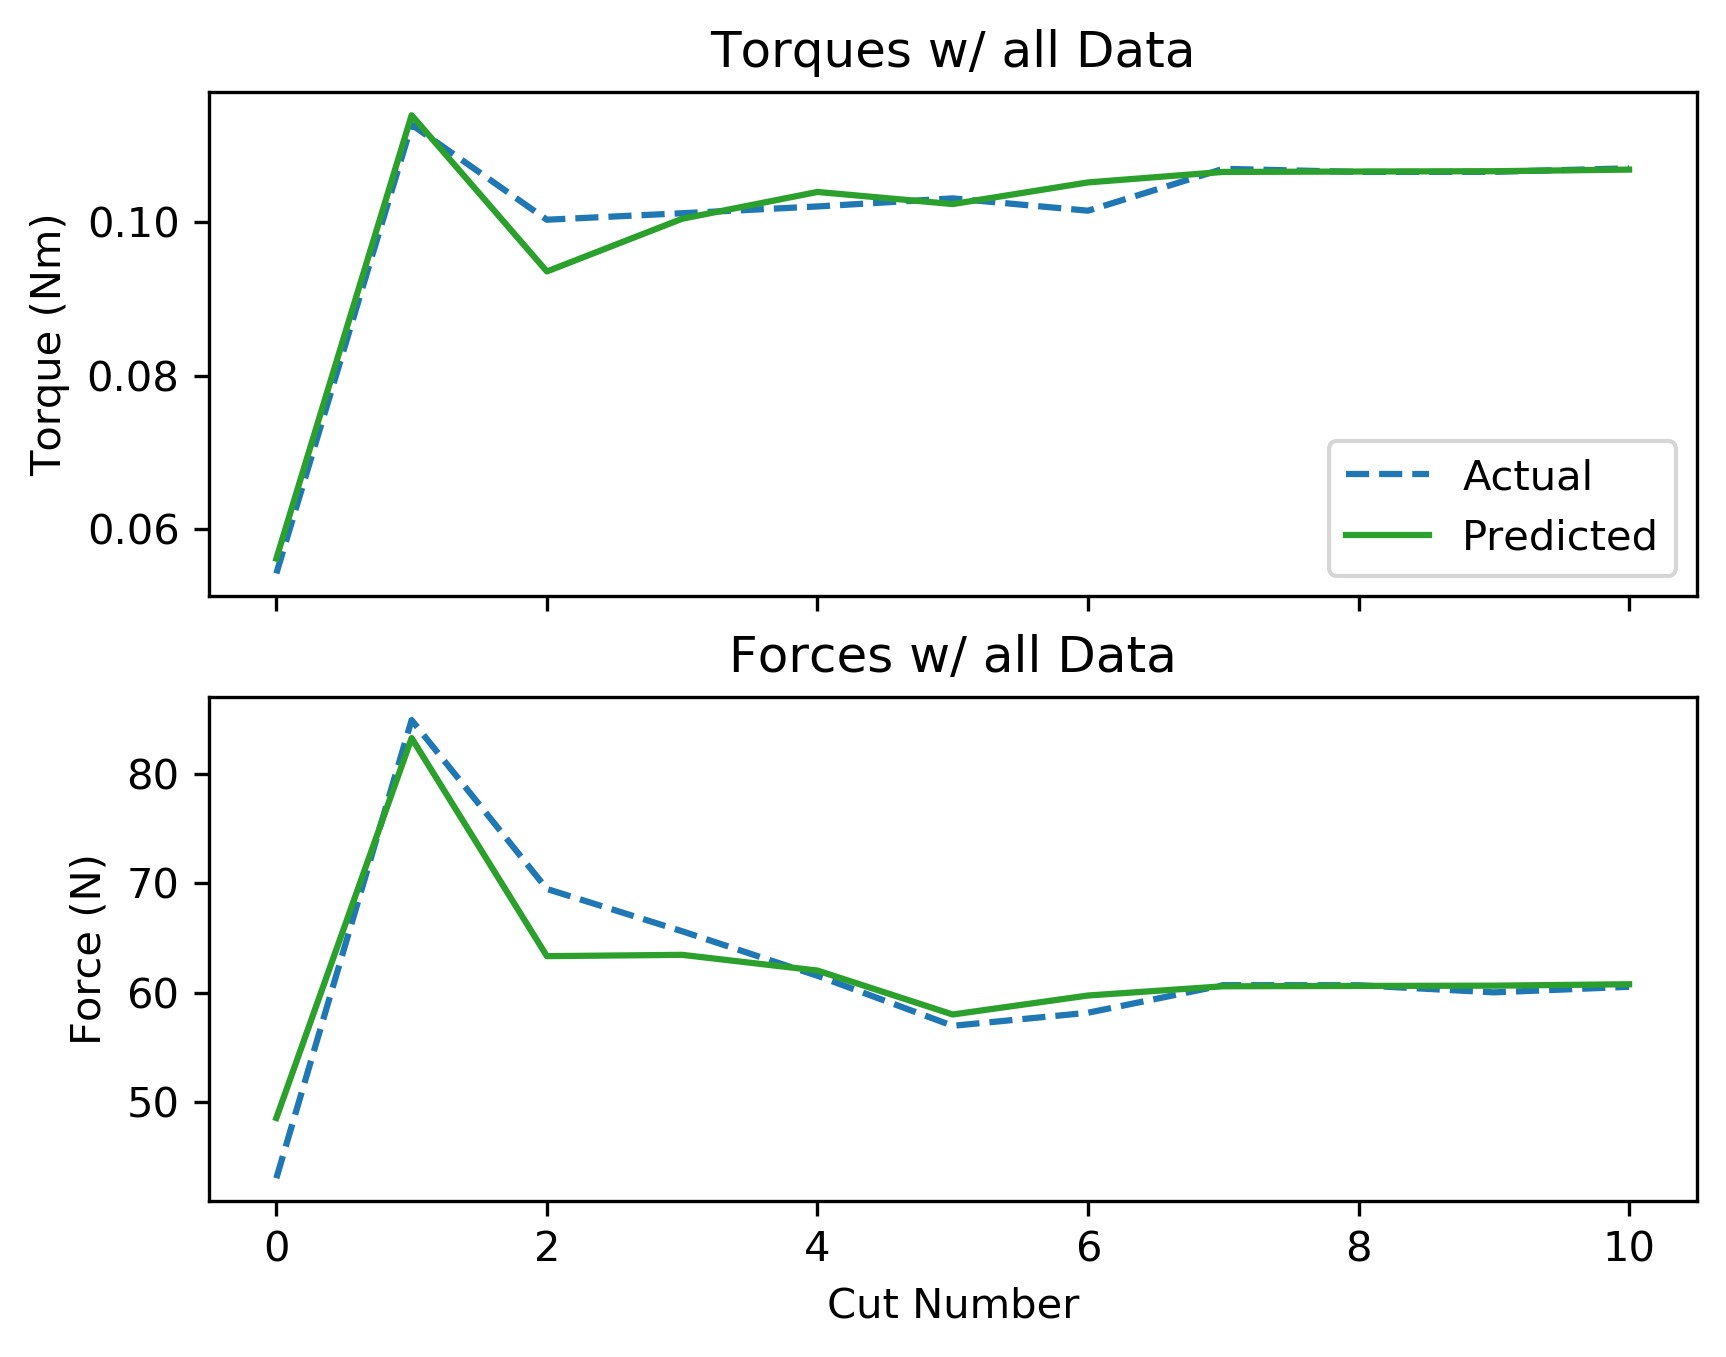 Torques w/ all Data
Torque (Nm)
0.10
0.08
0.06
Actual
Predicted
Forces w/ all Data
Force (N)
80
70
60
50
0 2 4 6 8 10
Cut Number